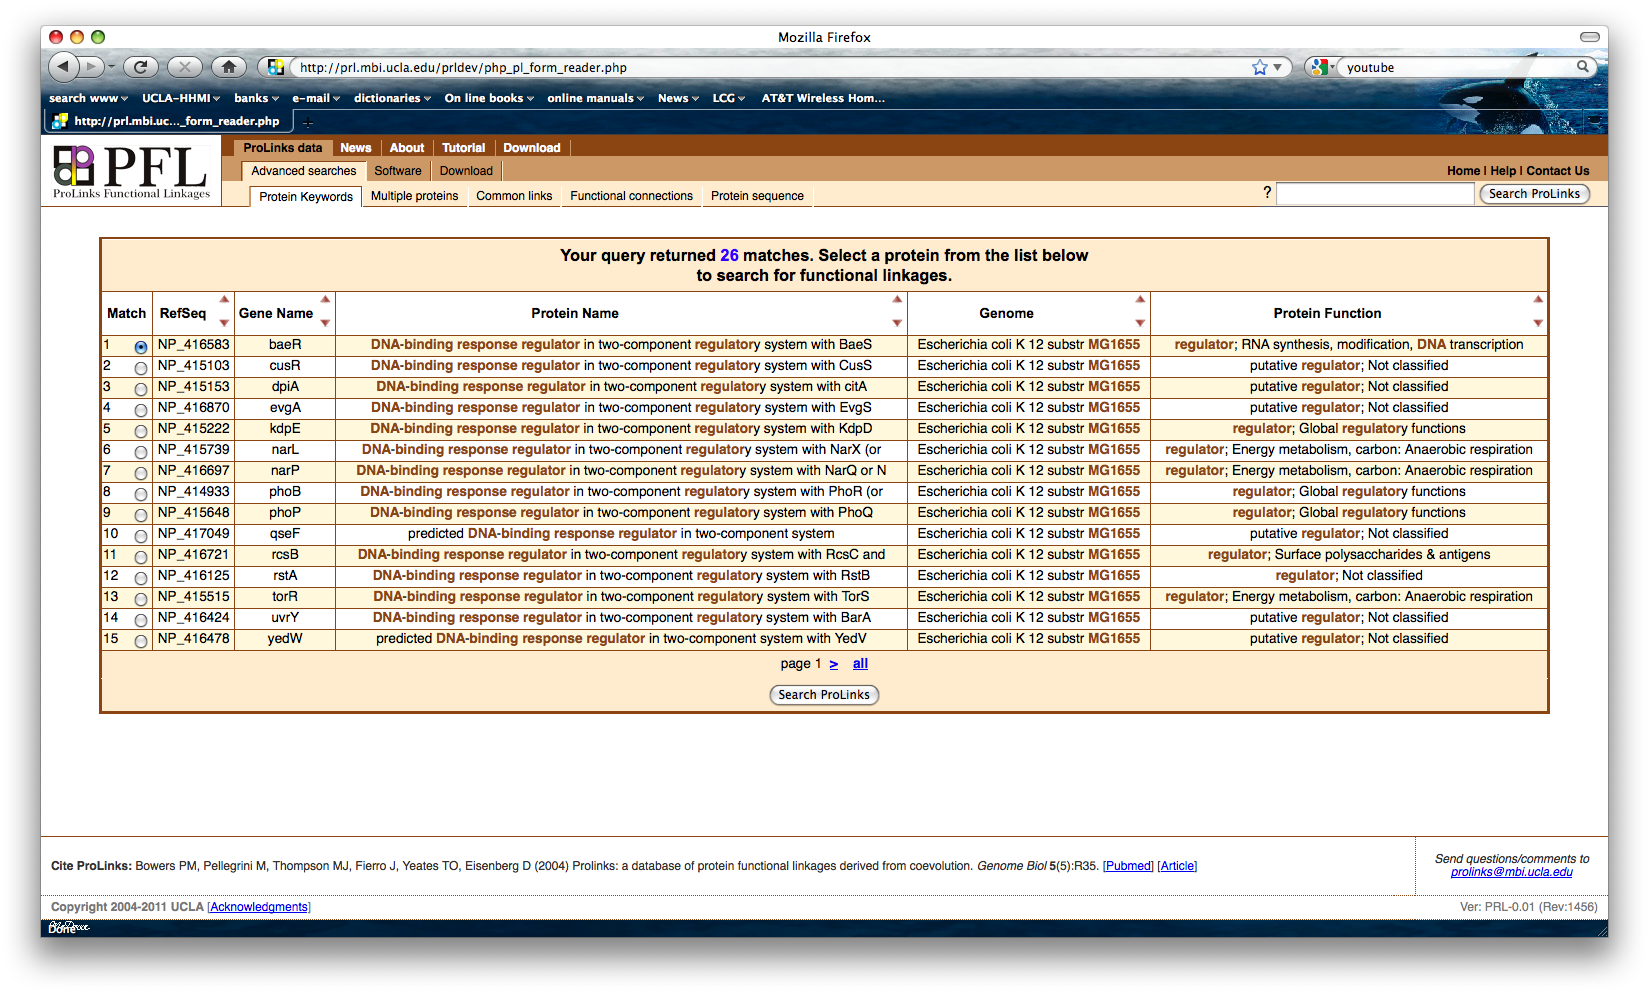 Mozilla Firefox
http://prl.mbi.ucla.edu/prldev/php_pl_form_reader.php
youtube
search www UCLA-HHMI banks e-mail dictionaries On line books online manuals News LCG AT&T Wireless Hom...
http://prl.mbi.uc..._form_reader.php
PFL
ProLinks Functional Linkages
ProLinks data News About Tutorial Download
Advanced searches Software Download
Home | Help | Contact Us
Protein Keywords Multiple proteins Common links Functional connections Protein sequence
? Search ProLinks
Your query returned 26 matches. Select a protein from the list below
to search for functional linkages.
Match RefSeq Gene Name Protein Name Genome Protein Function
1 NP_416583 baeR DNA-binding response regulator in two-component regulatory system with BaeS Escherichia coli K 12 substr MG1655 regulator; RNA synthesis, modification, DNA transcription
2 NP_415103 cusR DNA-binding response regulator in two-component regulatory system with CusS Escherichia coli K 12 substr MG1655 putative regulator; Not classified
3 NP_415153 dpiA DNA-binding response regulator in two-component regulatory system with citA Escherichia coli K 12 substr MG1655 putative regulator; Not classified
4 NP_416870 evgA DNA-binding response regulator in two-component regulatory system with EvgS Escherichia coli K 12 substr MG1655 putative regulator; Not classified
5 NP_415222 kdpE DNA-binding response regulator in two-component regulatory system with KdpD Escherichia coli K 12 substr MG1655 regulator; Global regulatory functions
6 NP_415739 narL DNA-binding response regulator in two-component regulatory system with NarX (or Escherichia coli K 12 substr MG1655 regulator; Energy metabolism, carbon: Anaerobic respiration
7 NP_416697 narP DNA-binding response regulator in two-component regulatory system with NarQ or N Escherichia coli K 12 substr MG1655 regulator; Energy metabolism, carbon: Anaerobic respiration
8 NP_414933 phoB DNA-binding response regulator in two-component regulatory system with PhoR (or Escherichia coli K 12 substr MG1655 regulator; Global regulatory functions
9 NP_415648 phoP DNA-binding response regulator in two-component regulatory system with PhoQ Escherichia coli K 12 substr MG1655 regulator; Global regulatory functions
10 NP_417049 qseF predicted DNA-binding response regulator in two-component system Escherichia coli K 12 substr MG1655 putative regulator; Not classified
11 NP_416721 rcsB DNA-binding response regulator in two-component regulatory system with RcsC and Escherichia coli K 12 substr MG1655 regulator; Surface polysaccharides & antigens
12 NP_416125 rstA DNA-binding response regulator in two-component regulatory system with RstB Escherichia coli K 12 substr MG1655 regulator; Not classified
13 NP_415515 torR DNA-binding response regulator in two-component regulatory system with TorS Escherichia coli K 12 substr MG1655 regulator; Energy metabolism, carbon: Anaerobic respiration
14 NP_416424 uvrY DNA-binding response regulator in two-component regulatory system with BarA Escherichia coli K 12 substr MG1655 putative regulator; Not classified
15 NP_416478 yedW predicted DNA-binding response regulator in two-component system with YedV Escherichia coli K 12 substr MG1655 putative regulator; Not classified
page 1 > all
Search ProLinks
Cite ProLinks: Bowers PM, Pellegrini M, Thompson MJ, Fierro J, Yeates TO, Eisenberg D (2004) Prolinks: a database of protein functional linkages derived from coevolution. Genome Biol 5(5):R35. [Pubmed] [Article]
Send questions/comments to
prolinks@mbi.ucla.edu
Copyright 2004-2011 UCLA [Acknowledgments]
Ver: PRL-0.01 (Rev:1456)
Done